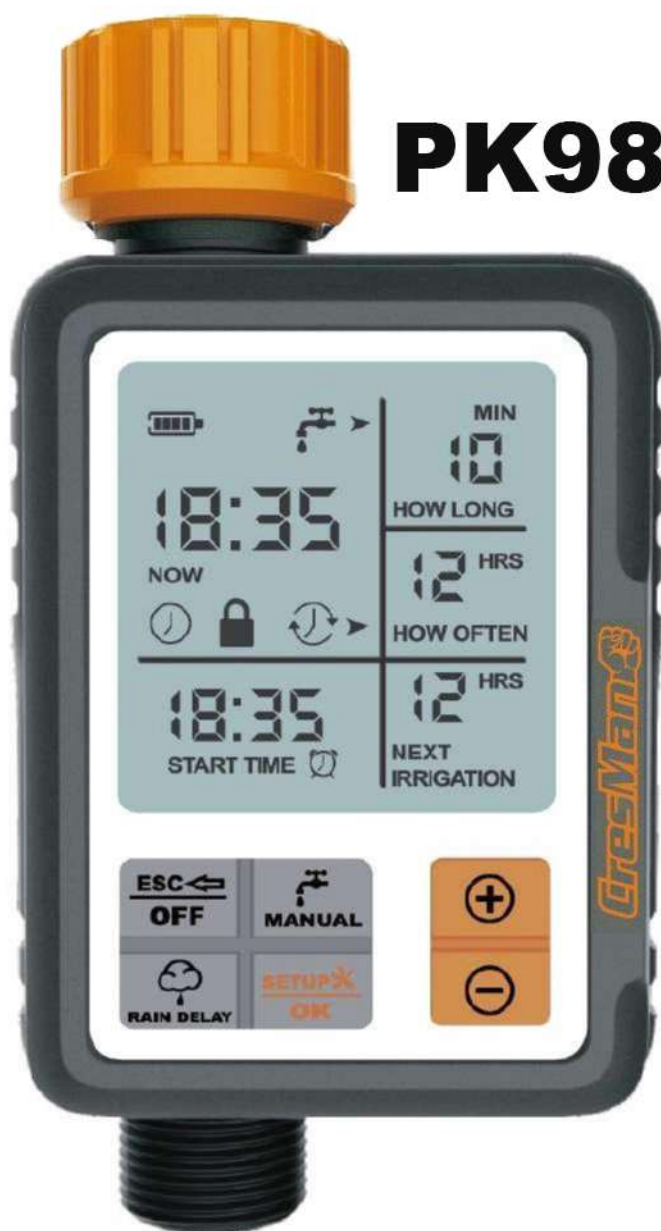 PK98
MIN
10
HOW LONG
18:35
NOW
12 HRS
HOW OFTEN
18:35
START TIME
12 HRS
NEXT
IRRIGATION
ESC
OFF
MANUAL
RAIN DELAY
SETUP
OK
CresMan